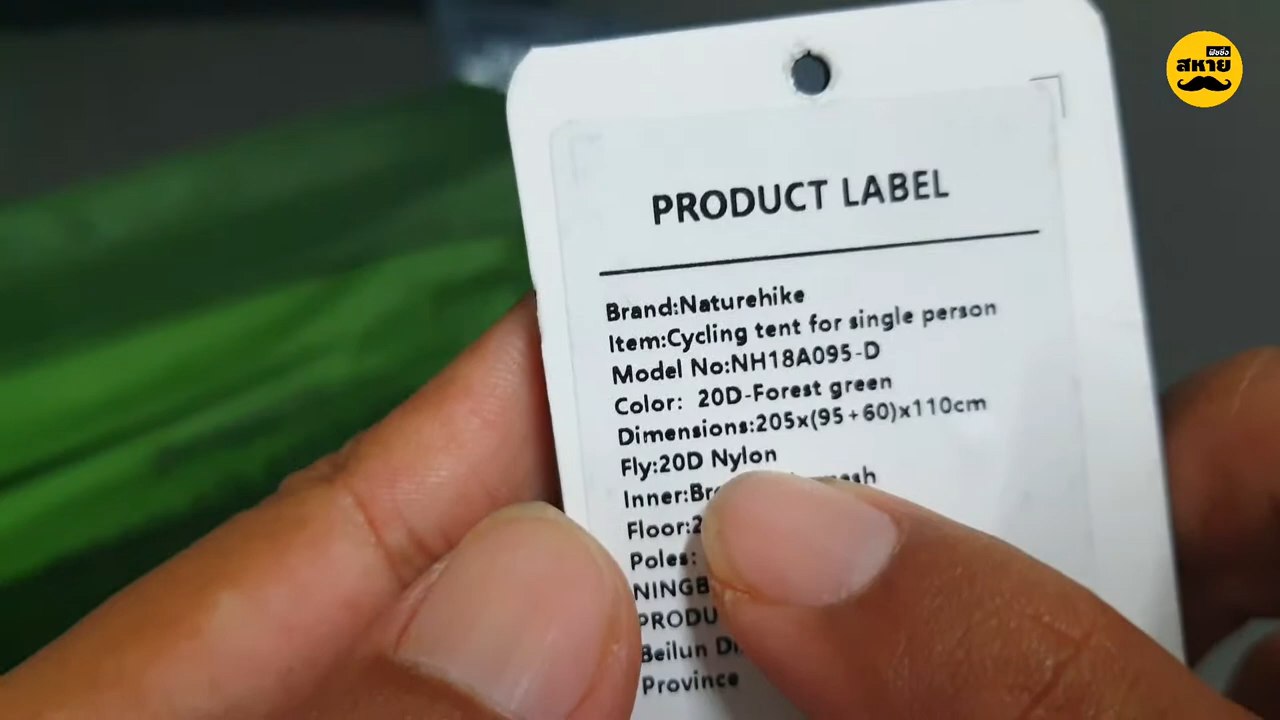 ฟิชชิ่ง
สหาย
PRODUCT LABEL
Brand:Naturehike
Item:Cycling tent for single person
Model No:NH18A095-D
Color: 20D-Forest green
Dimensions:205x(95+60)x110cm
Fly:20D Nylon
Inner:
Floor:
Poles:
Beilun
Province